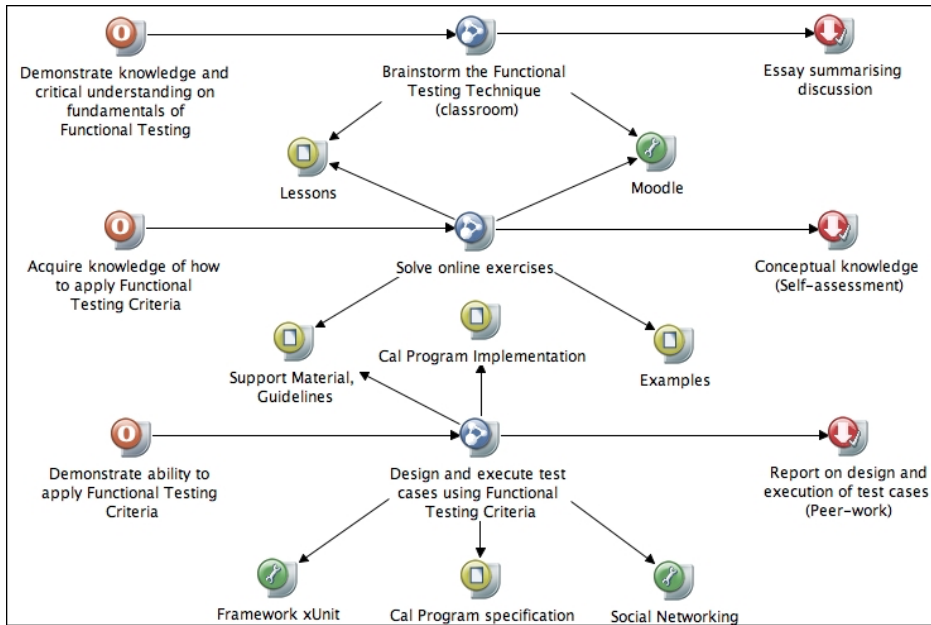 Demonstrate knowledge and
critical understanding on
fundamentals of
Functional Testing
Brainstorm the Functional
Testing Technique
(classroom)
Essay summarising
discussion
Lessons
Moodle
Acquire knowledge of how
to apply Functional
Testing Criteria
Solve online exercises
Conceptual knowledge
(Self-assessment)
Support Material,
Guidelines
Cal Program Implementation
Examples
Demonstrate ability to
apply Functional Testing
Criteria
Design and execute test
cases using Functional
Testing Criteria
Report on design and
execution of test cases
(Peer-work)
Framework xUnit
Cal Program specification
Social Networking